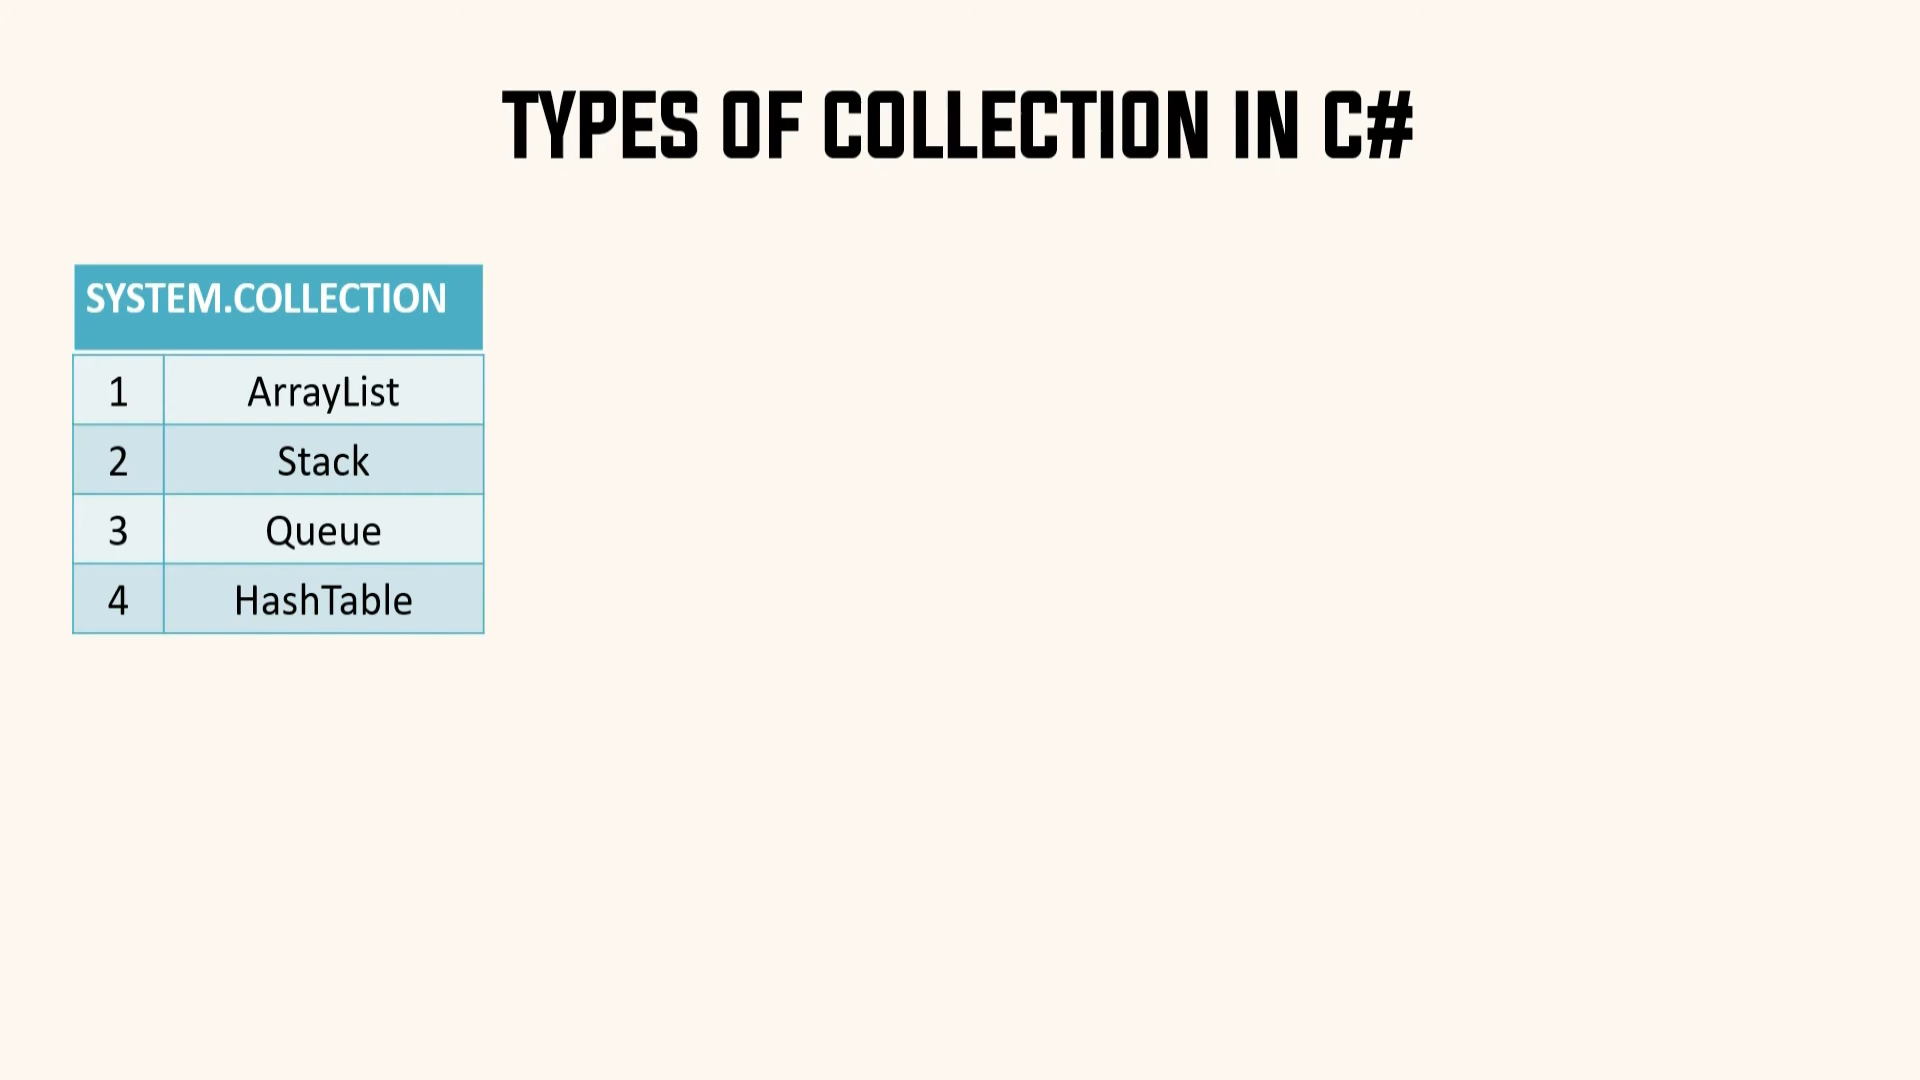 TYPES OF COLLECTION IN C#
SYSTEM.COLLECTION
1 ArrayList
2 Stack
3 Queue
4 HashTable